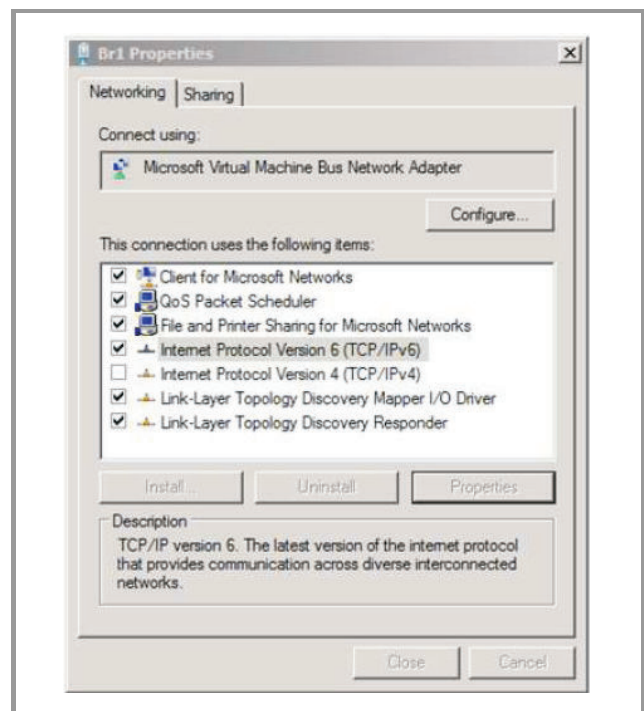 Br1 Properties
Networking
Sharing
Connect using:
Microsoft Virtual Machine Bus Network Adapter
Configure...
This connection uses the following items:
Client for Microsoft Networks
QoS Packet Scheduler
File and Printer Sharing for Microsoft Networks
Internet Protocol Version 6 (TCP/IPv6)
Internet Protocol Version 4 (TCP/IPv4)
Link-Layer Topology Discovery Mapper I/O Driver
Link-Layer Topology Discovery Responder
Install...
Uninstall
Properties
Description
TCP/IP version 6. The latest version of the internet protocol
that provides communication across diverse interconnected
networks.
Close
Cancel